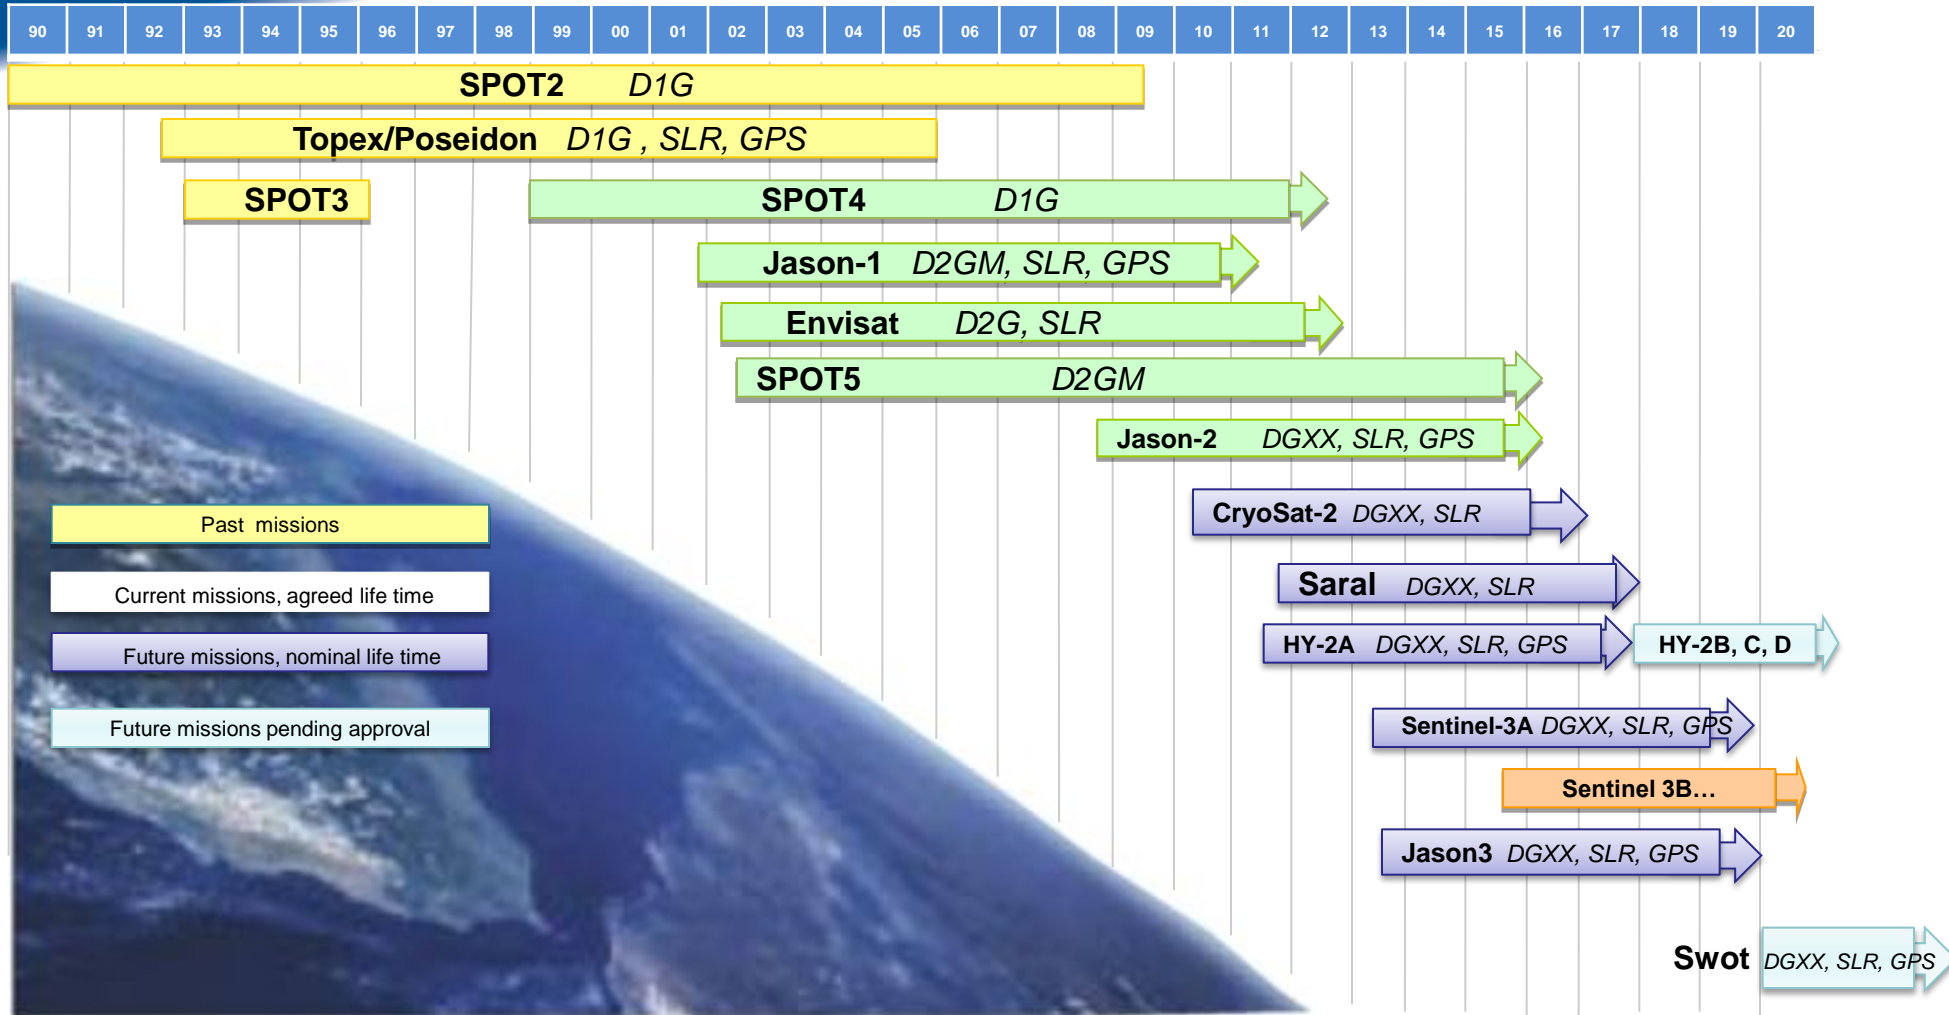 90 91 92 93 94 95 96 97 98 99 00 01 02 03 04 05 06 07 08 09 10 11 12 13 14 15 16 17 18 19 20
SPOT2 D1G
Topex/Poseidon D1G , SLR, GPS
SPOT3 SPOT4 D1G
Jason-1 D2GM, SLR, GPS
Envisat D2G, SLR
SPOT5 D2GM
Jason-2 DGXX, SLR, GPS
CryoSat-2 DGXX, SLR
Past missions
Saral DGXX, SLR
Current missions, agreed life time
HY-2A DGXX, SLR, GPS HY-2B, C, D
Future missions, nominal life time
Sentinel-3A DGXX, SLR, GPS
Future missions pending approval
Sentinel 3B…
Jason3 DGXX, SLR, GPS
Swot DGXX, SLR, GPS